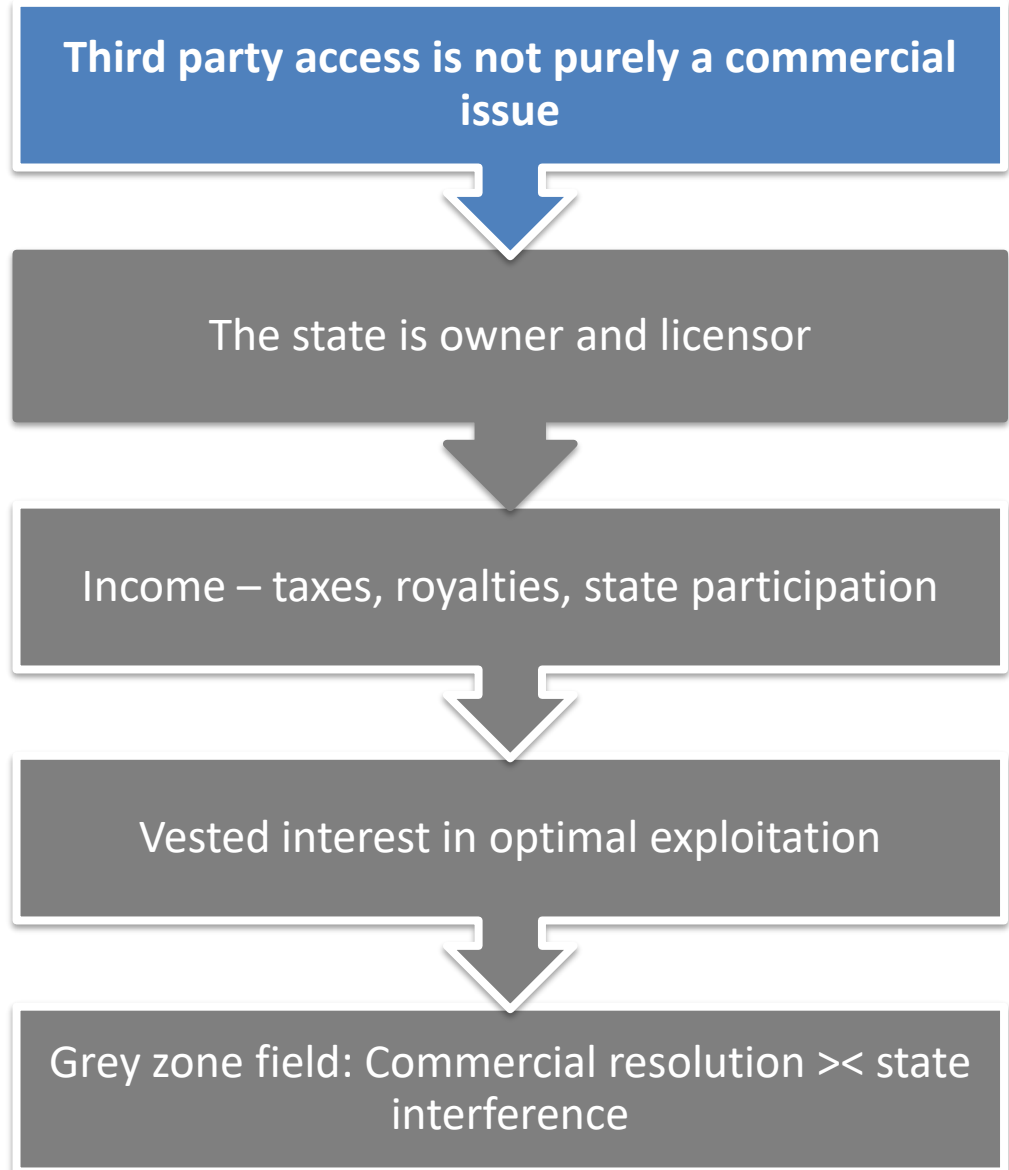 Third party access is not purely a commercial
issue
The state is owner and licensor
Income – taxes, royalties, state participation
Vested interest in optimal exploitation
Grey zone field: Commercial resolution >< state
interference